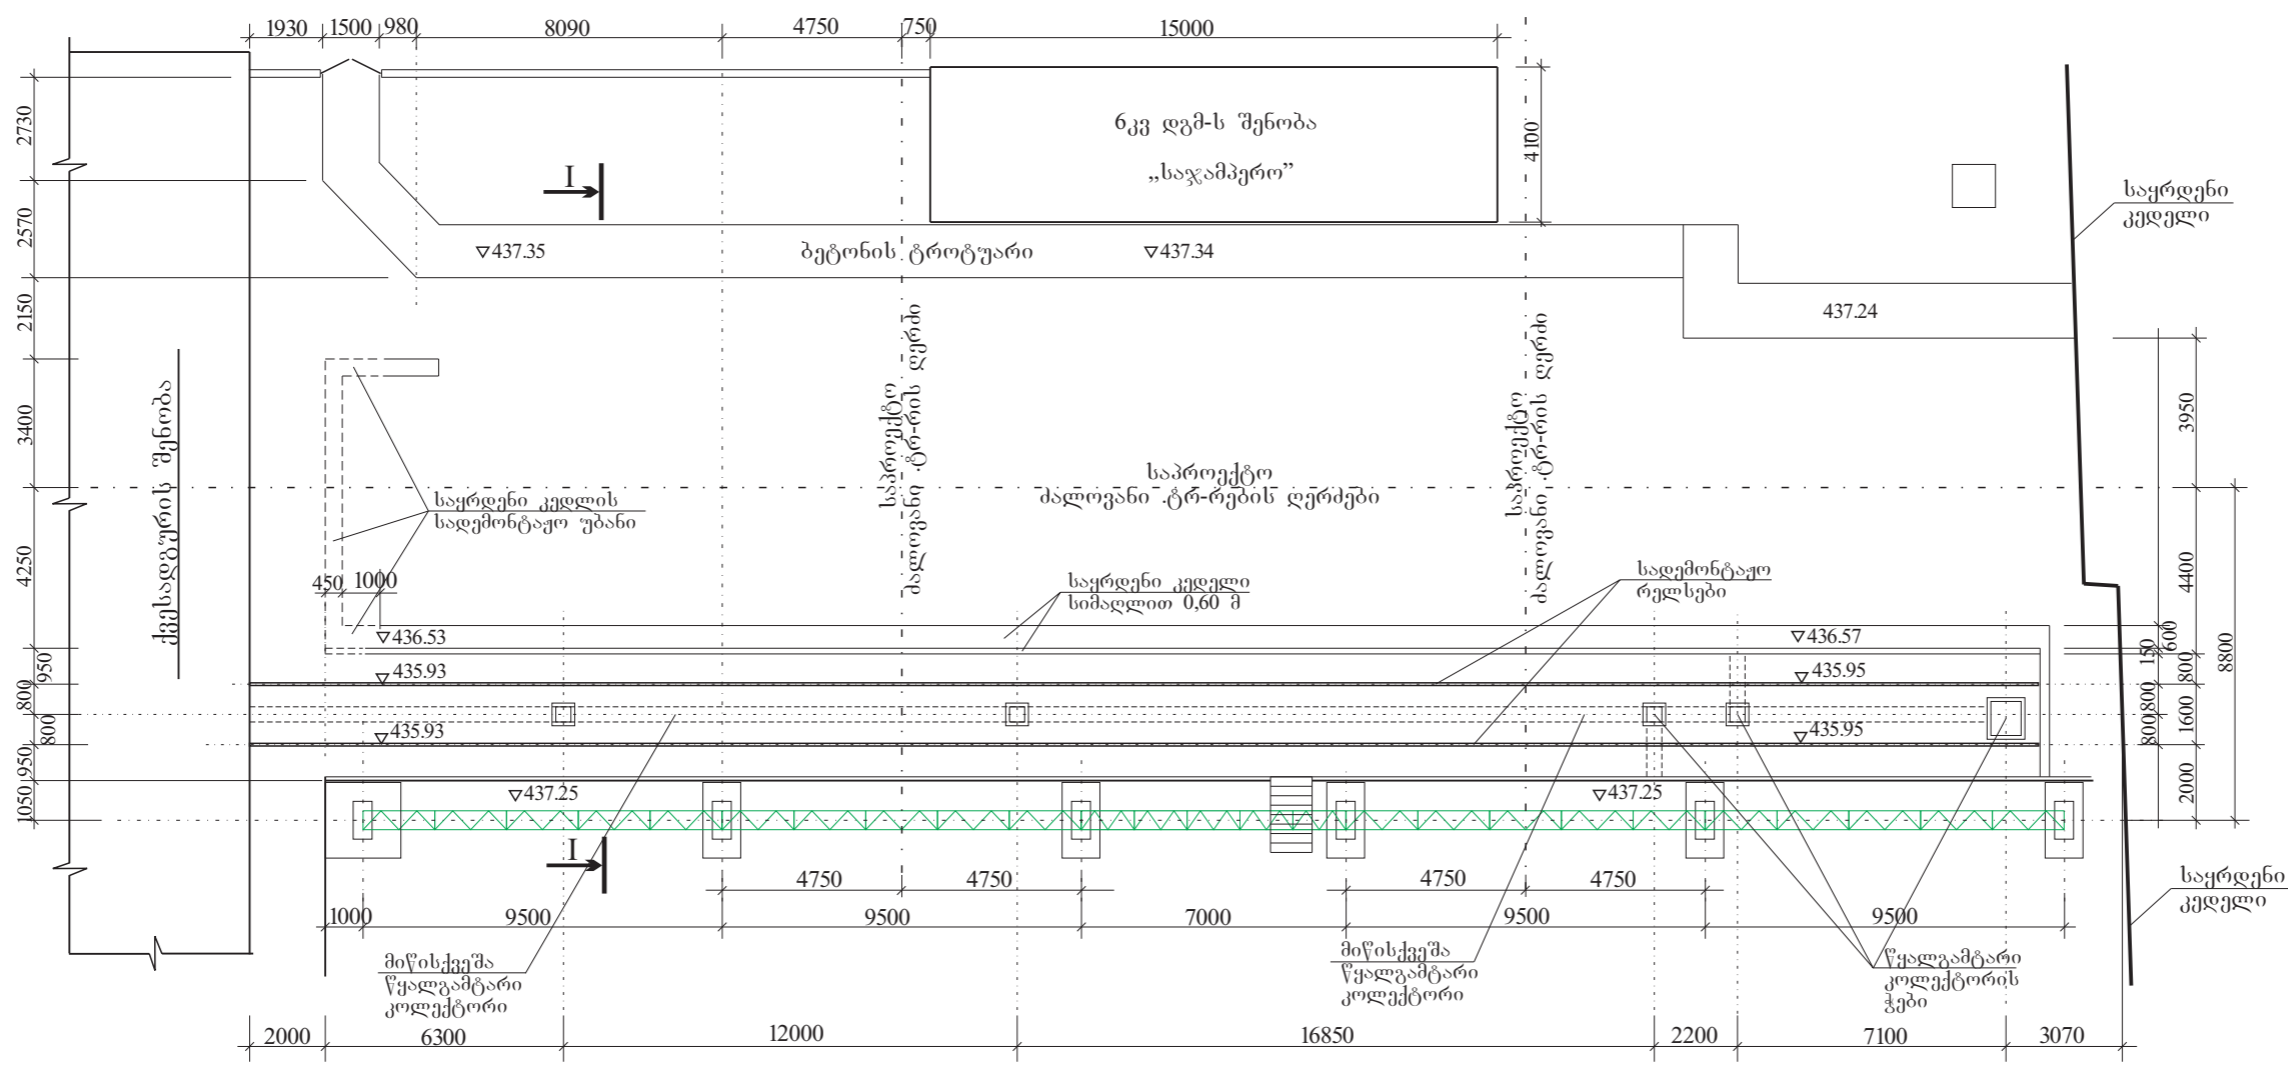 1930 1500 980 8090 4750 750 15000
2730
2570
2150
3400
4250
950
800
800
950
1050
6კვ დგმ-ს შენობა
„საჯამპერო”
4100
I
▽437.35
ბეტონის ტროტუარი
▽437.34
437.24
საყრდენი
კედელი
ქვესადგურის შენობა
საყრდენი კედლის
სადემონტაჟო უბანი
450 1000
საპროექტო
ძალოვანი .ტრ-რის ღერძი
საპროექტო
ძალოვანი .ტრ-რების ღერძები
საპროექტო
ძალოვანი .ტრ-რის ღერძი
საყრდენი კედელი
სიმაღლით 0,60 მ
სადემონტაჟო
რელსები
▽436.53
▽436.57
▽435.93
▽435.95
▽435.93
▽435.95
▽437.25
▽437.25
3950
4400
8800
600
150
800
800
1600
800
2000
I
4750 4750 4750 4750
1000 9500 9500 7000 9500 9500
მიწისქვეშა
წყალგამტარი
კოლექტორი
მიწისქვეშა
წყალგამტარი
კოლექტორი
წყალგამტარი
კოლექტორის
ჭები
საყრდენი
კედელი
2000 6300 12000 16850 2200 7100 3070